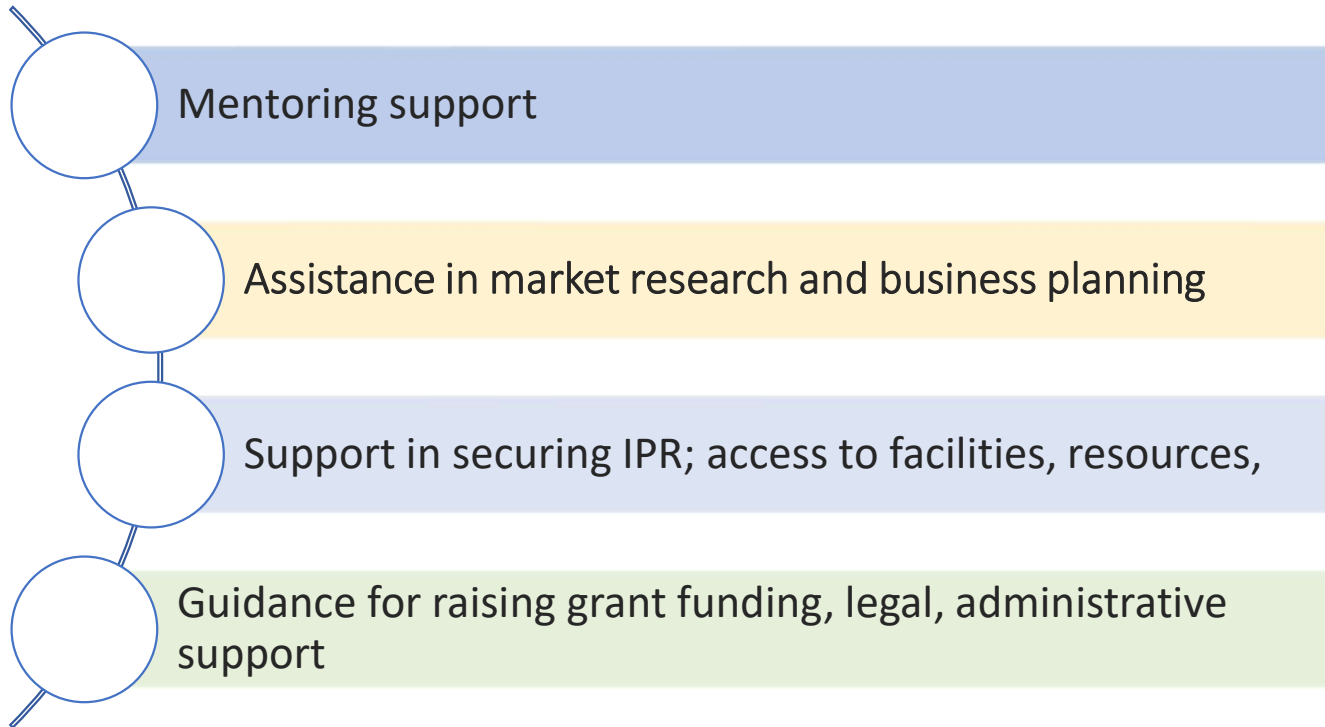 Mentoring support
Assistance in market research and business planning
Support in securing IPR; access to facilities, resources,
Guidance for raising grant funding, legal, administrative
support